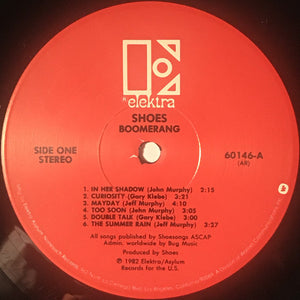 elektra
SHOES
BOOMERANG
SIDE ONE
STEREO
60146-A
(AR)
1. IN HER SHADOW (John Murphy) 3:15
2. CURIOSITY (Gary Klebe) 3:21
3. MAYDAY (Jeff Murphy) 4:10
4. TOO SOON (John Murphy) 3:05
5. DOUBLE TALK (Gary Klebe) 3:05
6. THE SUMMER RAIN (Jeff Murphy) 3:27
All songs published by Shoesongs ASCAP
Admin. worldwide by Bug Music
Produced by Shoes
℗ 1982 Elektra/Asylum
Records for the U.S.